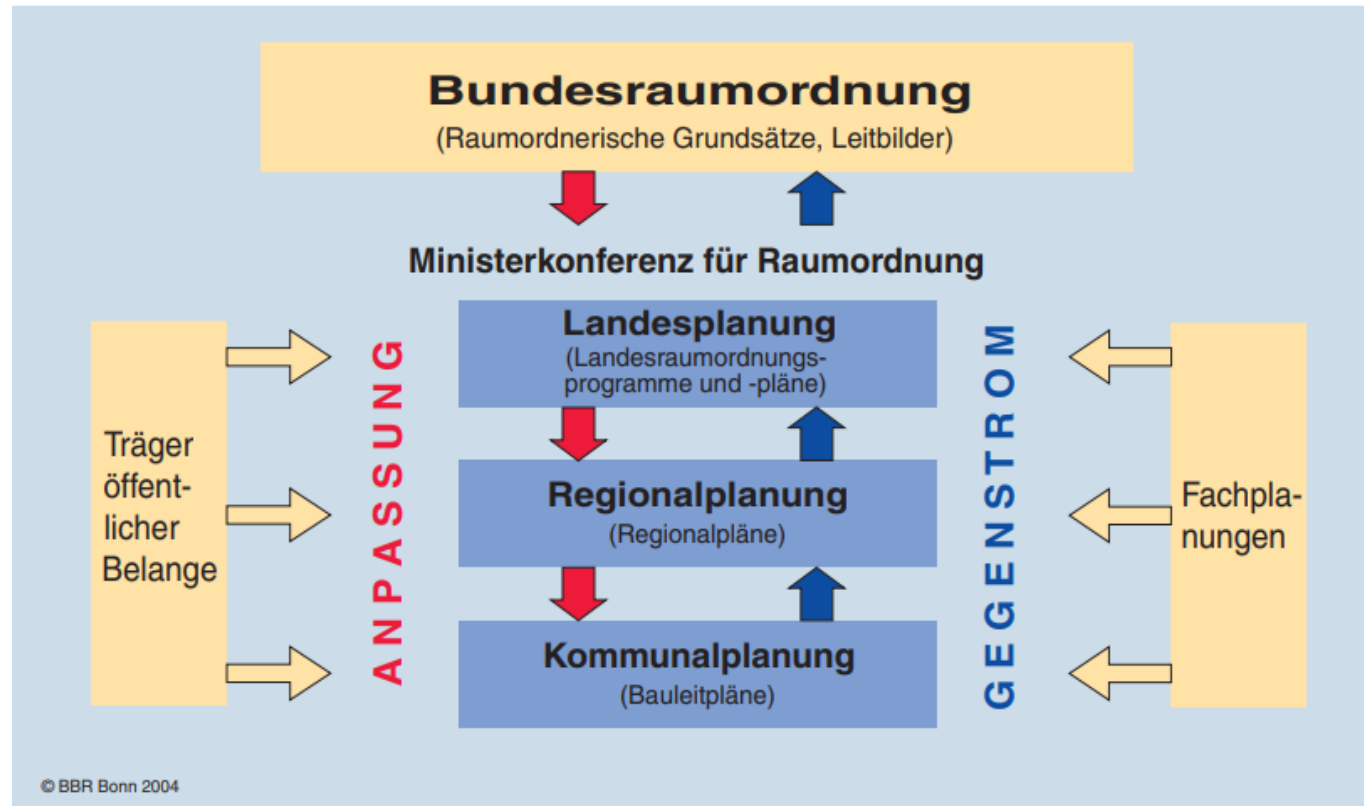 Bundesraumordnung
(Raumordnerische Grundsätze, Leitbilder)
Ministerkonferenz für Raumordnung
Landesplanung
(Landesraumordnungs-
programme und -pläne)
Regionalplanung
(Regionalpläne)
Kommunalplanung
(Bauleitpläne)
Träger
öffent-
licher
Belange
ANPASSUNG
GEGENSTROM
Fachpla-
nungen
© BBR Bonn 2004